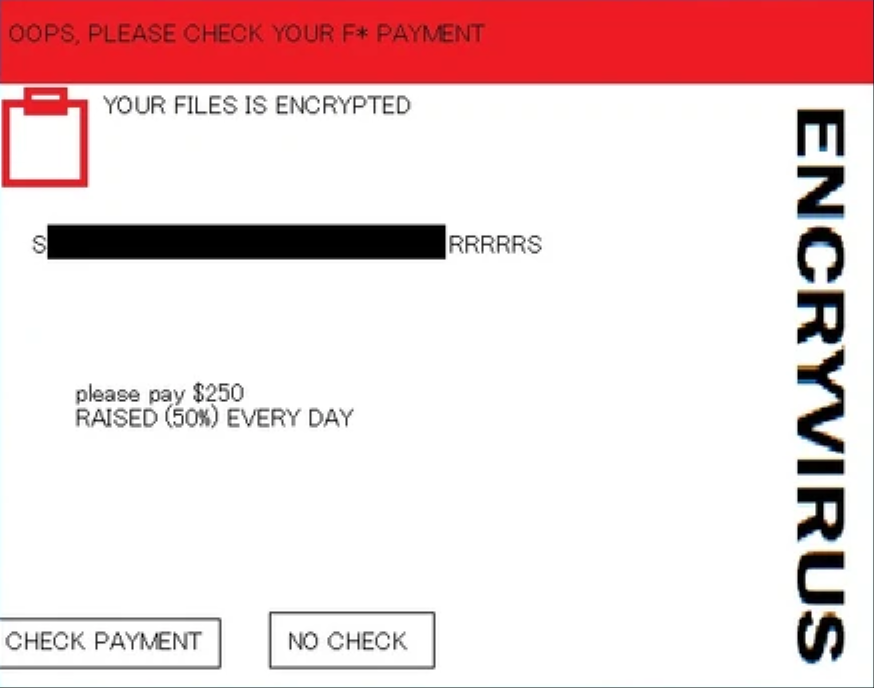 OOPS, PLEASE CHECK YOUR F* PAYMENT
YOUR FILES IS ENCRYPTED
S
RRRRRS
please pay $250
RAISED (50%) EVERY DAY
CHECK PAYMENT
NO CHECK
ENCRYVIRUS